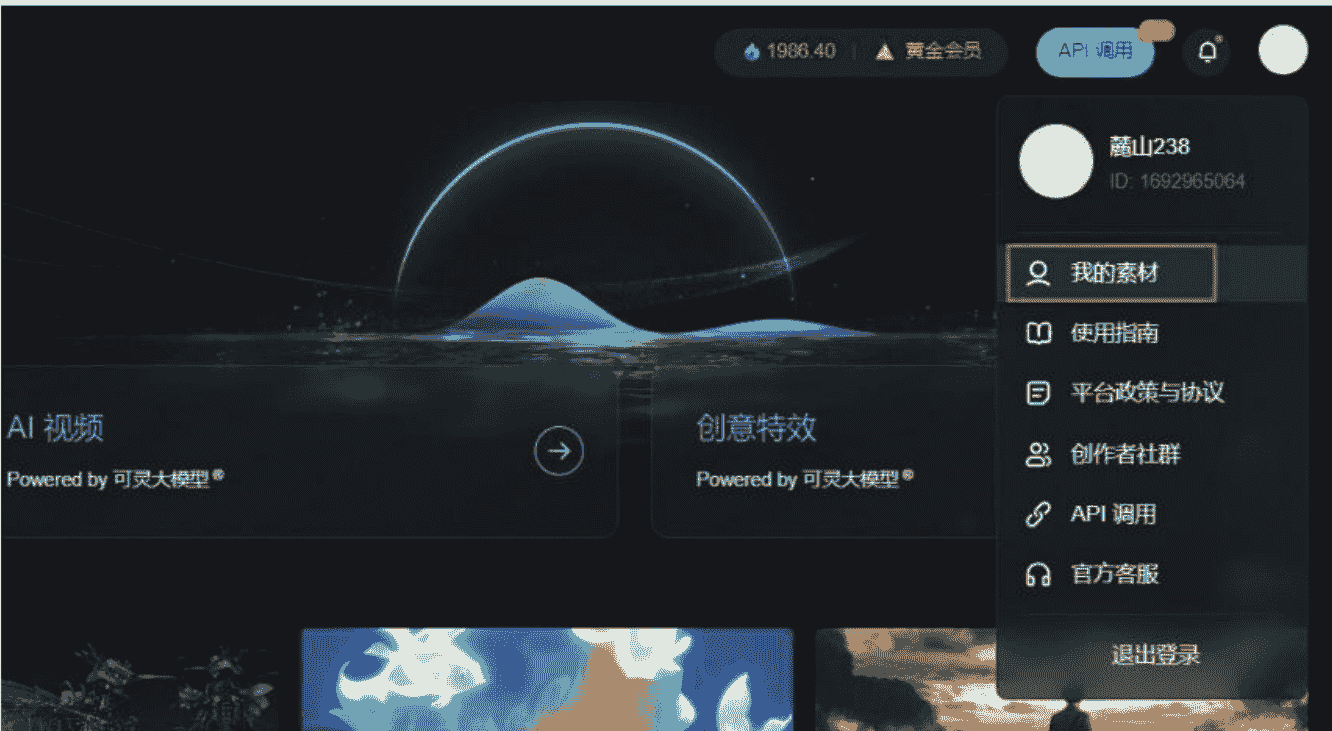 1986.40 | 黄金会员
API 调用
麓山238
ID: 1692965064
我的素材
使用指南
平台政策与协议
创作者社群
API 调用
官方客服
退出登录
AI 视频
Powered by 可灵大模型
创意特效
Powered by 可灵大模型